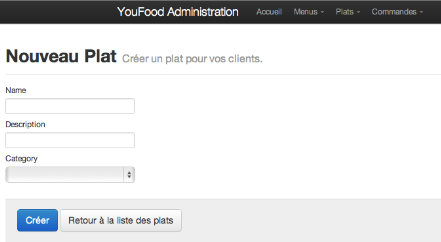 YouFood Administration Accueil Menus Plats Commandes
Nouveau Plat Créer un plat pour vos clients.
Name
Description
Category
Créer Retour à la liste des plats